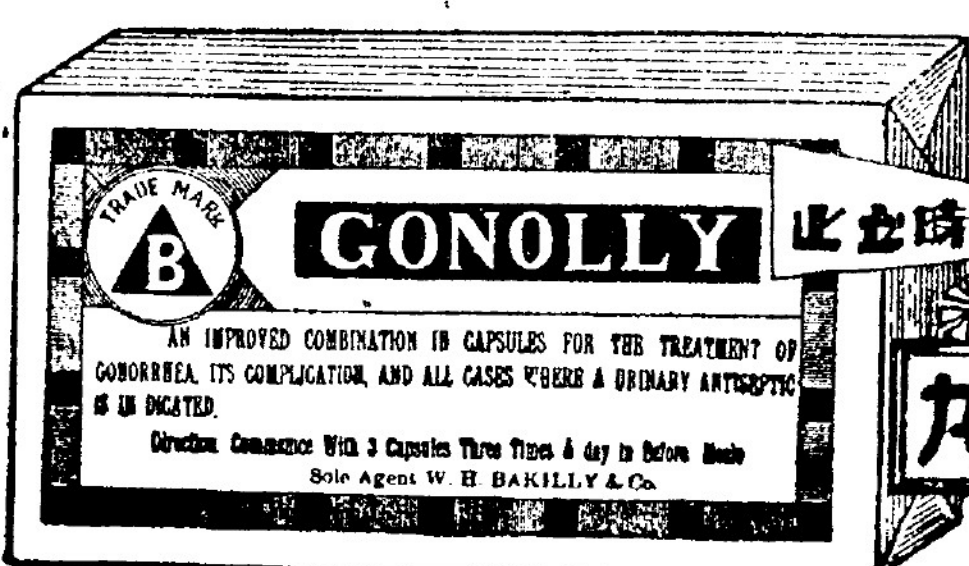 TRADE MARK
B
GONOLLY
止立時
AN IMPROVED COMBINATION IN CAPSULES FOR THE TREATMENT OF
GONORRHEA, ITS COMPLICATION, AND ALL CASES WHERE A URINARY ANTISEPTIC
IS IN DICATED.
Direction Commence With 3 Capsules Three Times A day in Before Meals
Sole Agent W. H. BAKILLY & Co.